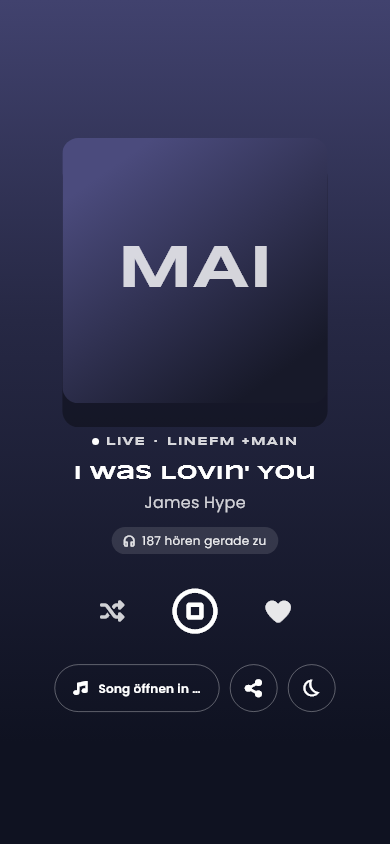 MAI
LIVE · LINEFM +MAIN
I was Lovin' You
James Hype
187 hören gerade zu
Song öffnen in ...